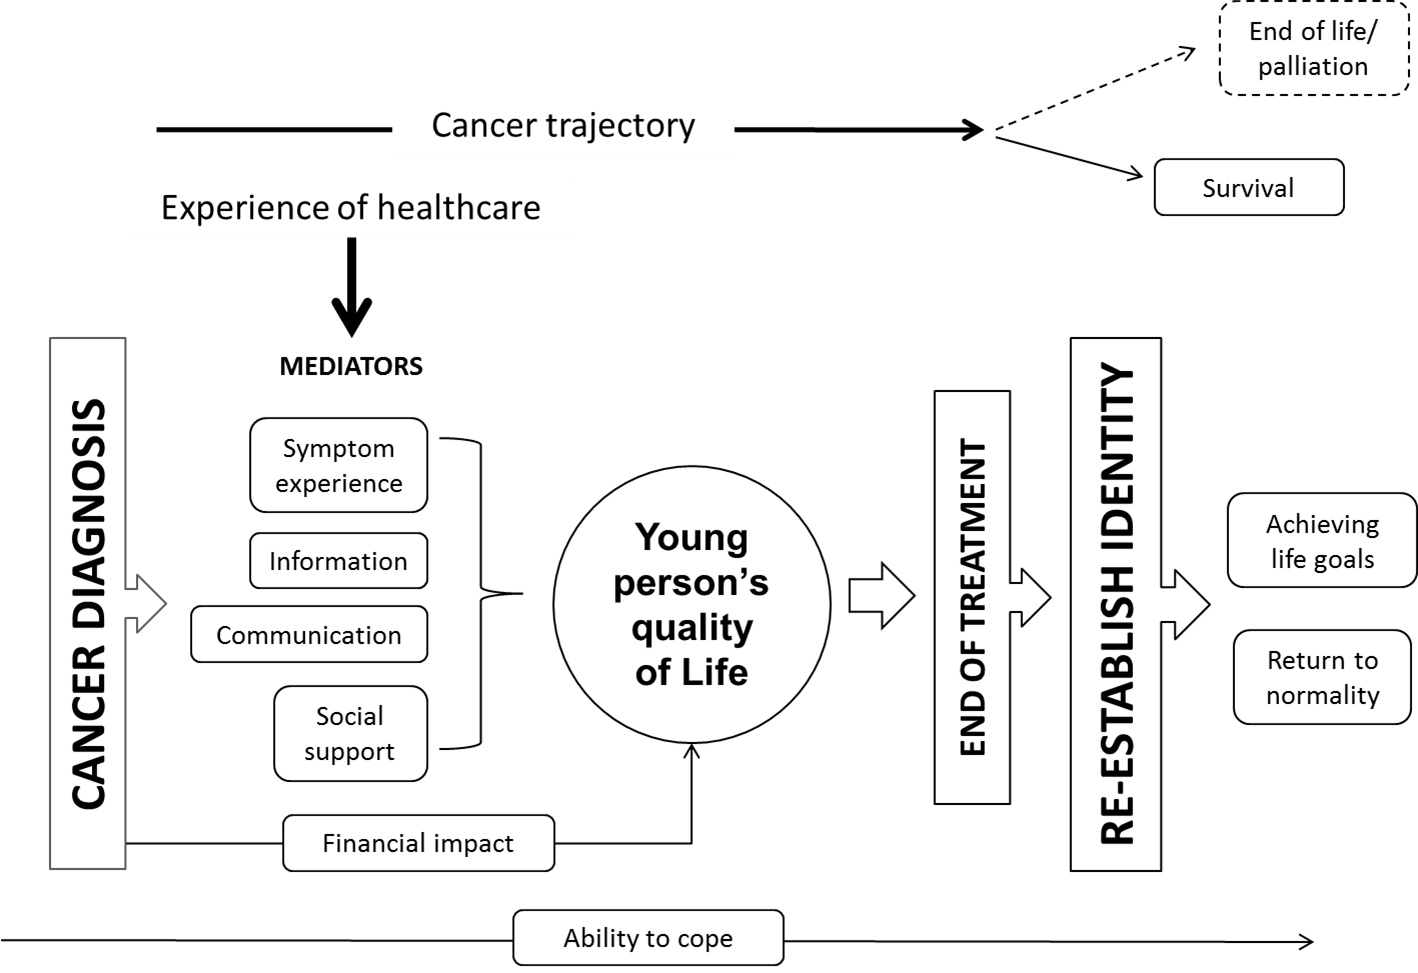 End of life/
palliation
Cancer trajectory
Survival
Experience of healthcare
MEDIATORS
CANCER DIAGNOSIS
Symptom
experience
Information
Communication
Social
support
Financial impact
Young
person’s
quality
of Life
END OF TREATMENT
RE-ESTABLISH IDENTITY
Achieving
life goals
Return to
normality
Ability to cope